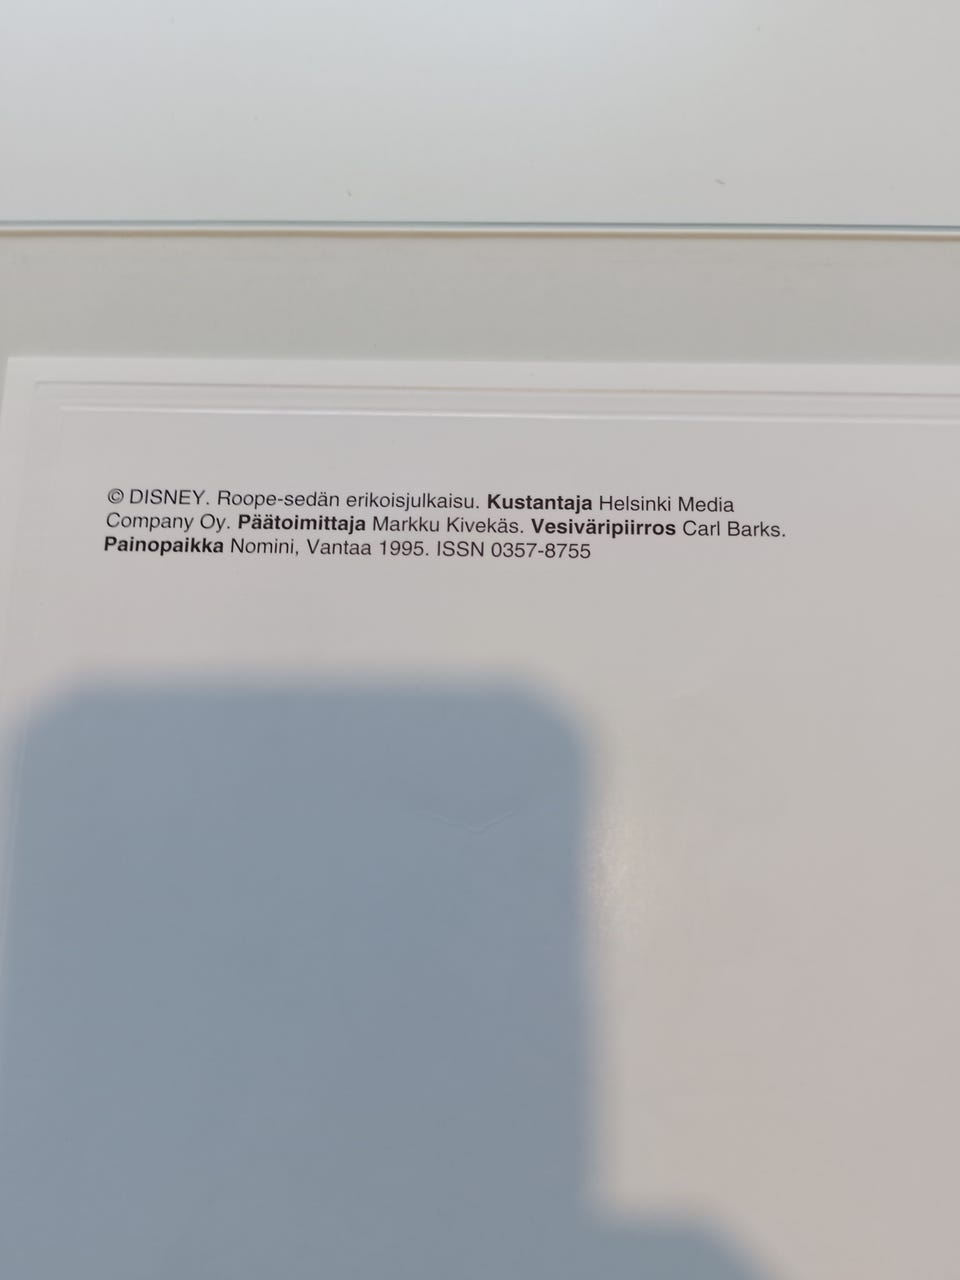 © DISNEY. Roope-sedän erikoisjulkaisu. Kustantaja Helsinki Media
Company Oy. Päätoimittaja Markku Kivekäs. Vesiväripiirros Carl Barks.
Painopaikka Nomini, Vantaa 1995. ISSN 0357-8755